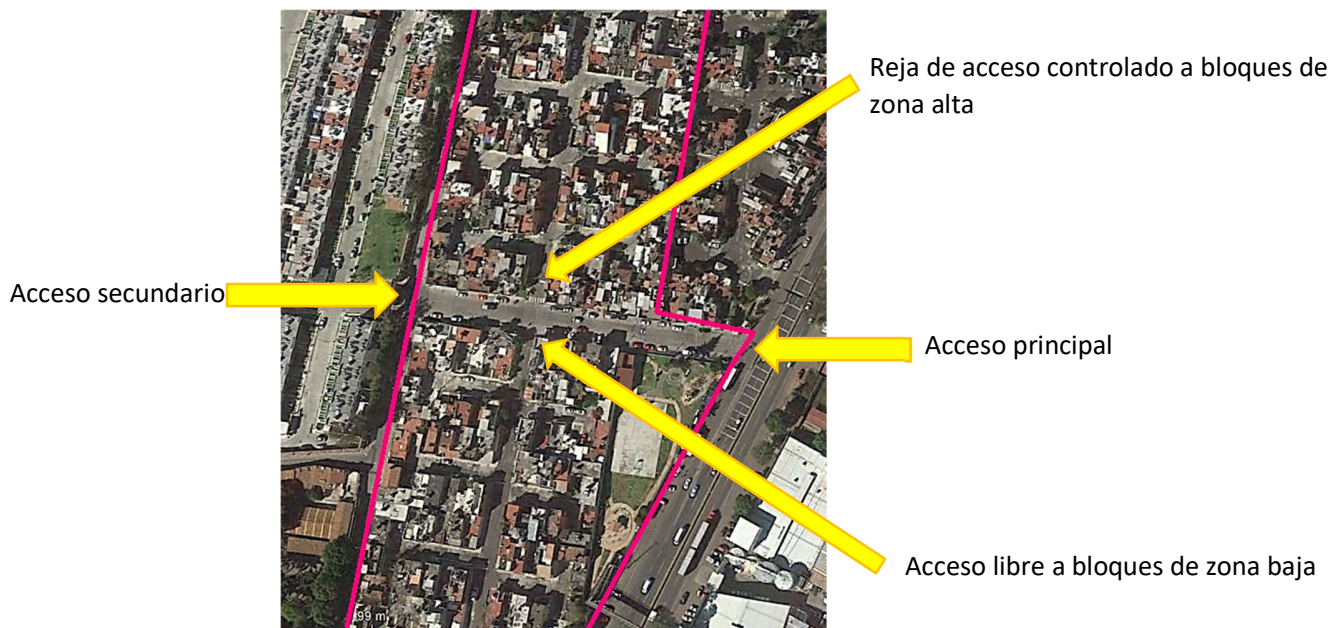 Reja de acceso controlado a bloques de
zona alta
Acceso secundario
Acceso principal
Acceso libre a bloques de zona baja
99 m